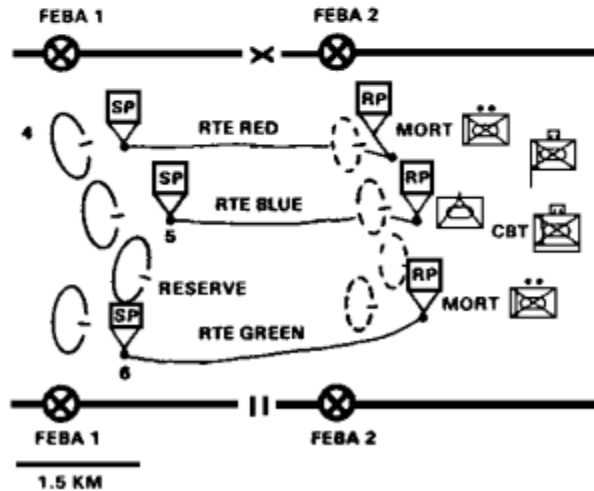 FEBA 1 FEBA 2
SP RP
4 RTE RED MORT
SP RP
RTE BLUE
5 CBT
RESERVE RP
SP MORT
RTE GREEN
6
FEBA 1 FEBA 2
1.5 KM